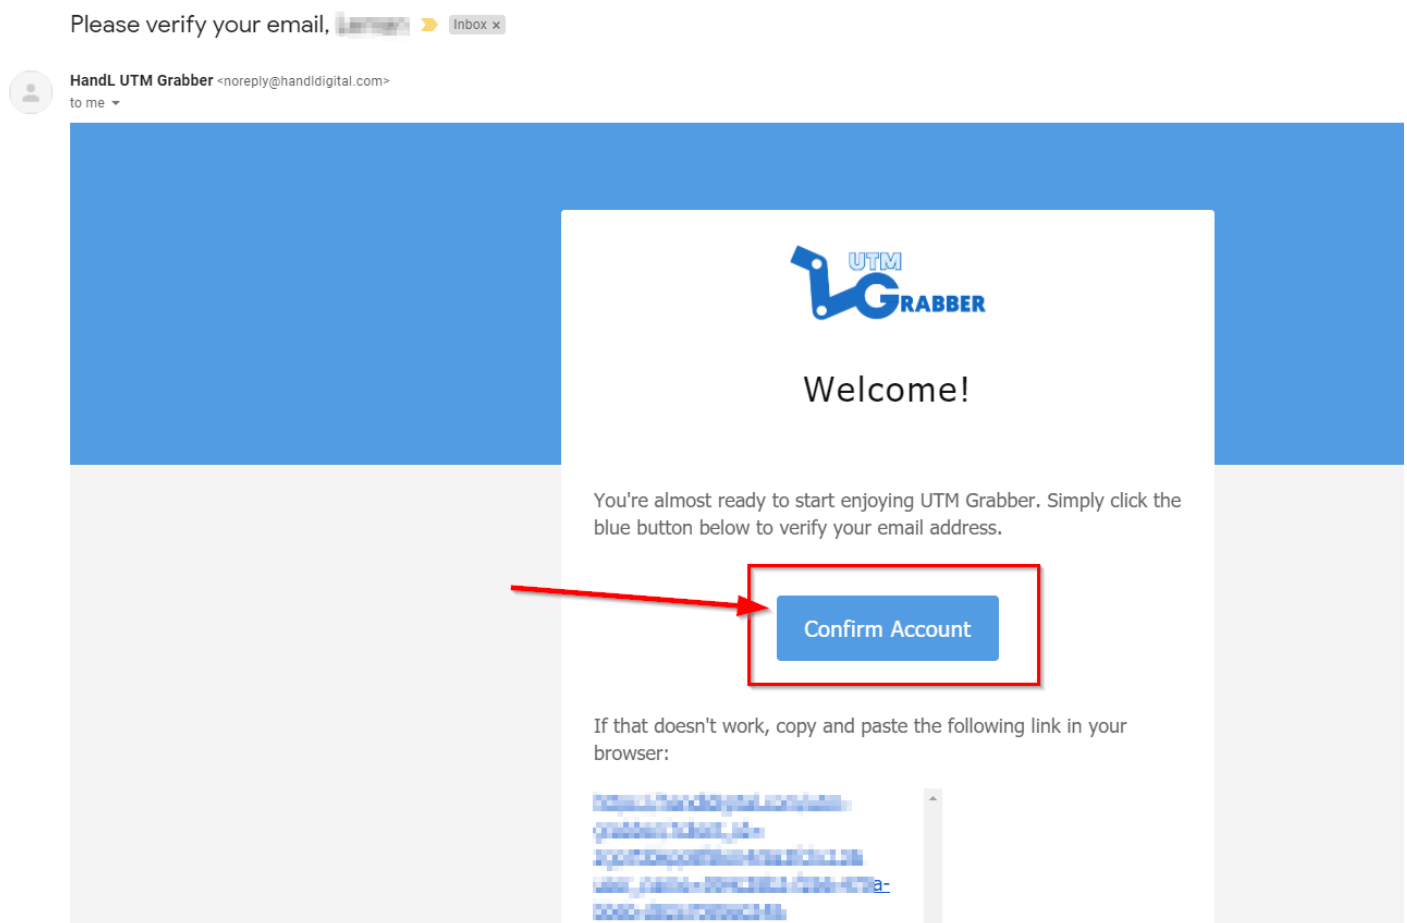 Please verify your email,
Inbox x
HandL UTM Grabber <noreply@handldigital.com>
to me
UTM
GRABBER
Welcome!
You're almost ready to start enjoying UTM Grabber. Simply click the
blue button below to verify your email address.
Confirm Account
If that doesn't work, copy and paste the following link in your
browser: